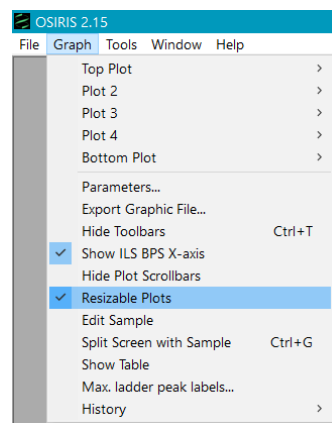 OSIRIS 2.15
File Graph Tools Window Help
Top Plot
Plot 2
Plot 3
Plot 4
Bottom Plot
Parameters...
Export Graphic File...
Hide Toolbars Ctrl+T
Show ILS BPS X-axis
Hide Plot Scrollbars
Resizable Plots
Edit Sample
Split Screen with Sample Ctrl+G
Show Table
Max. ladder peak labels...
History